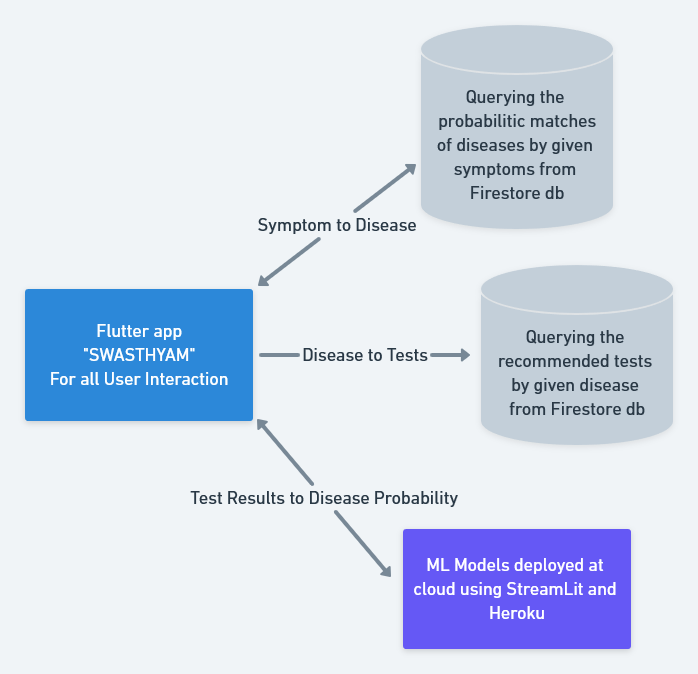 Querying the
probabilitic matches
of diseases by given
symptoms from
Firestore db
Symptom to Disease
Flutter app
"SWASTHYAM"
For all User Interaction
Disease to Tests
Querying the
recommended tests
by given disease
from Firestore db
Test Results to Disease Probability
ML Models deployed at
cloud using StreamLit and
Heroku